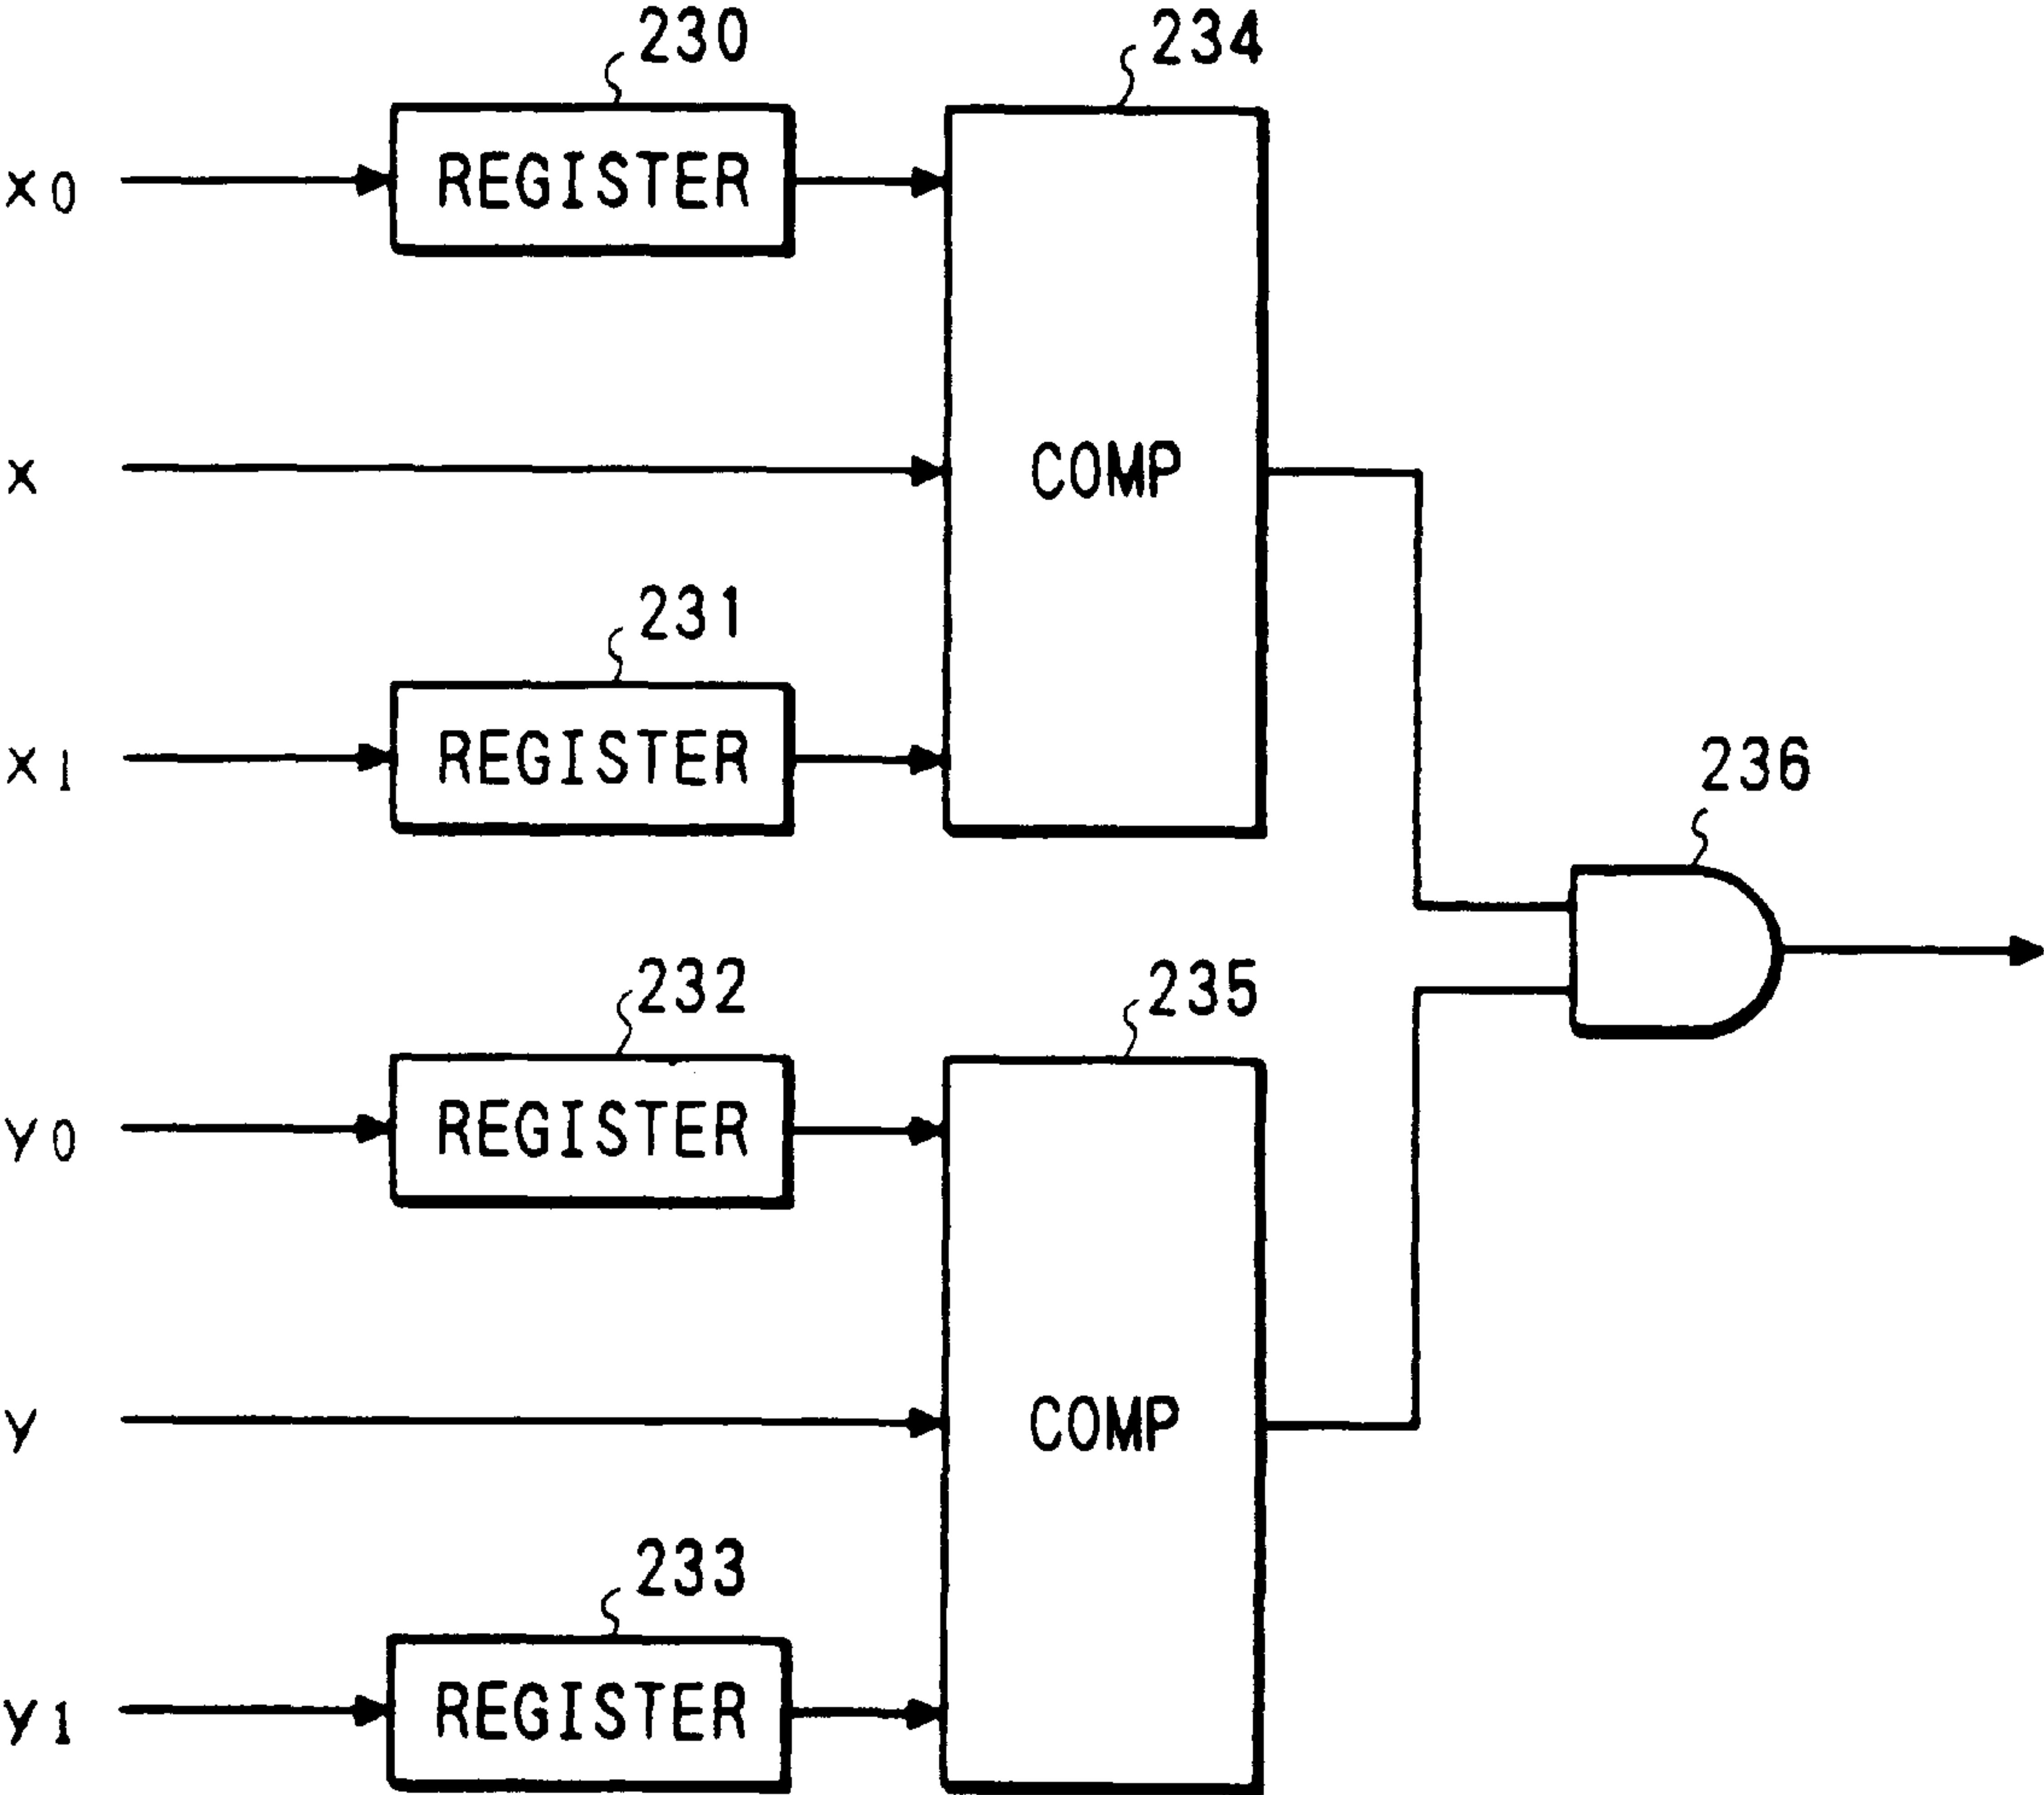 230
234
x0
REGISTER
x
COMP
231
x1
REGISTER
236
232
235
y0
REGISTER
y
COMP
233
y1
REGISTER